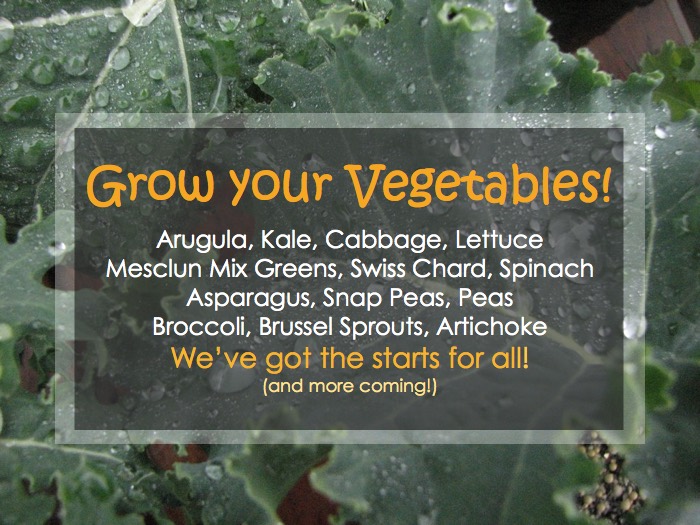 Grow your Vegetables!
Arugula, Kale, Cabbage, Lettuce
Mesclun Mix Greens, Swiss Chard, Spinach
Asparagus, Snap Peas, Peas
Broccoli, Brussel Sprouts, Artichoke
We've got the starts for all!
(and more coming!)